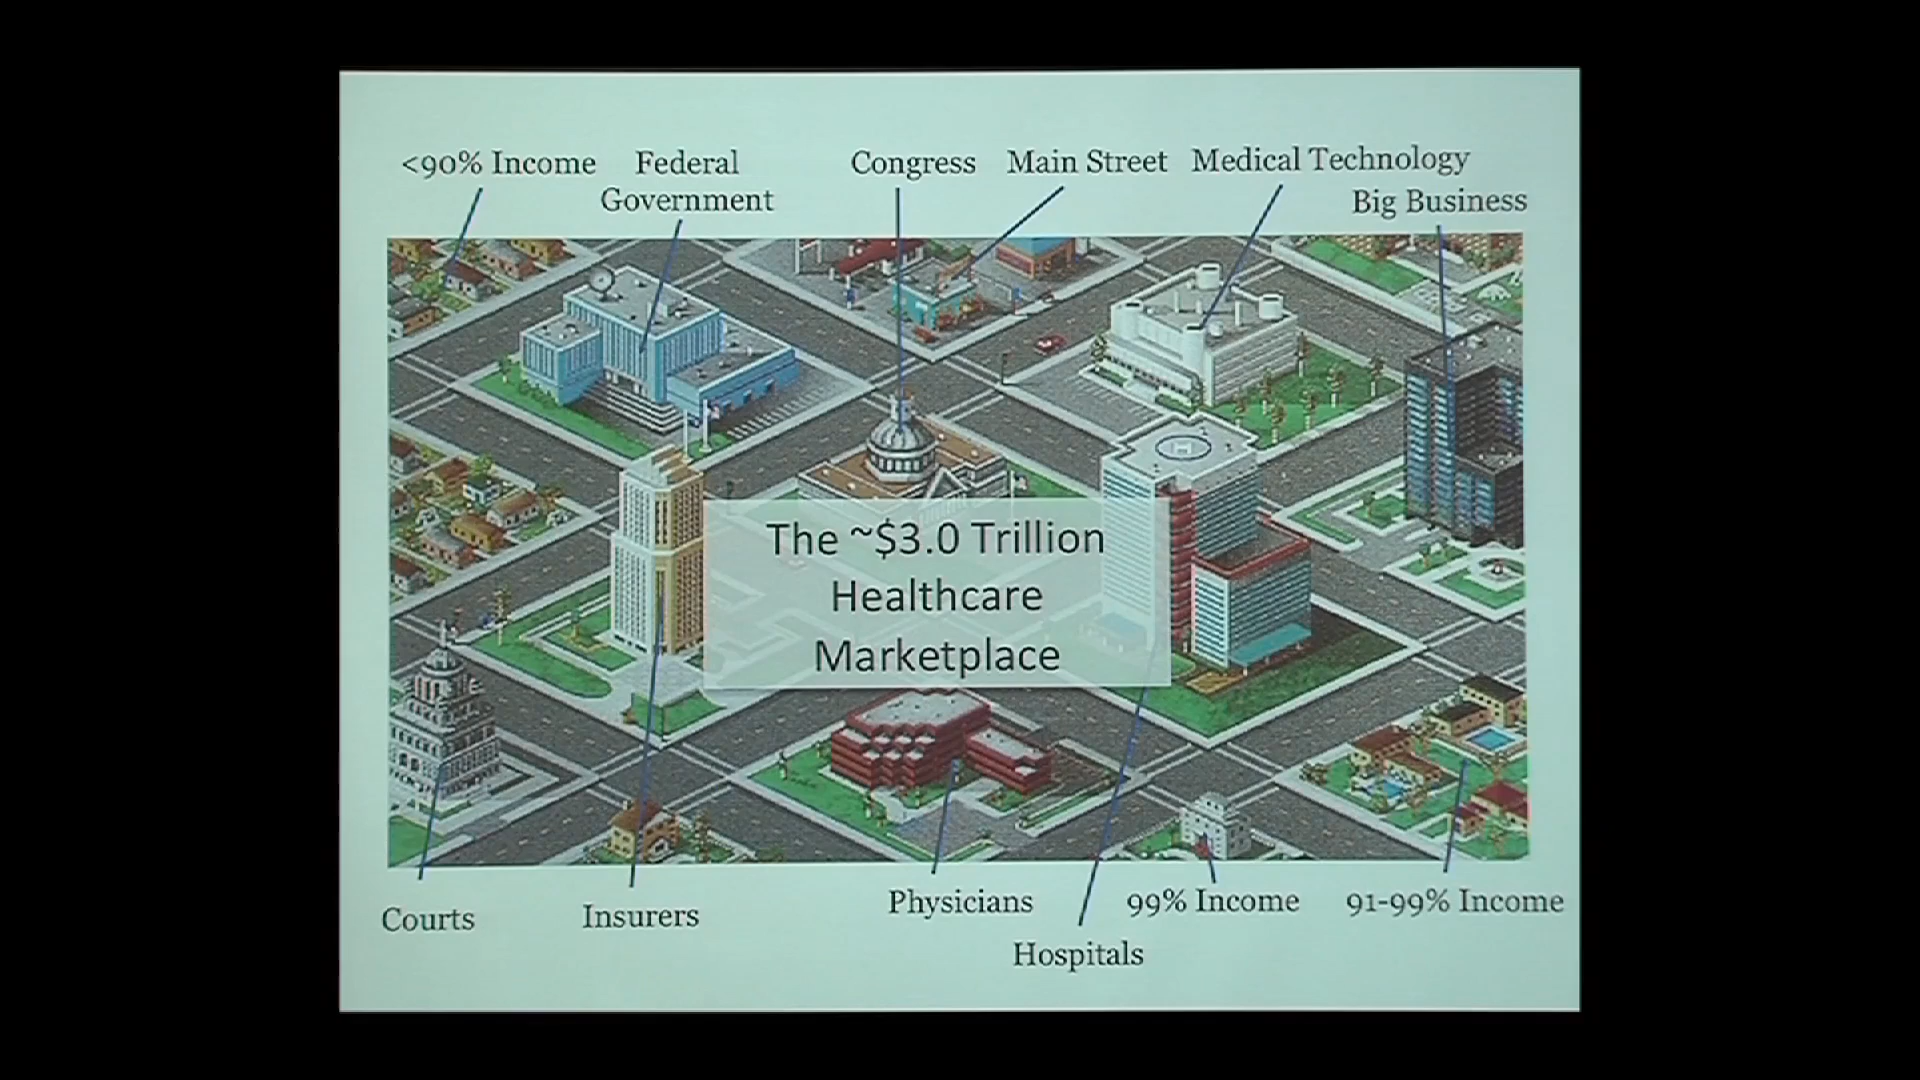 <90% Income
Federal
Government
Congress
Main Street
Medical Technology
Big Business
The ~$3.0 Trillion
Healthcare
Marketplace
Courts
Insurers
Physicians
Hospitals
99% Income
91-99% Income